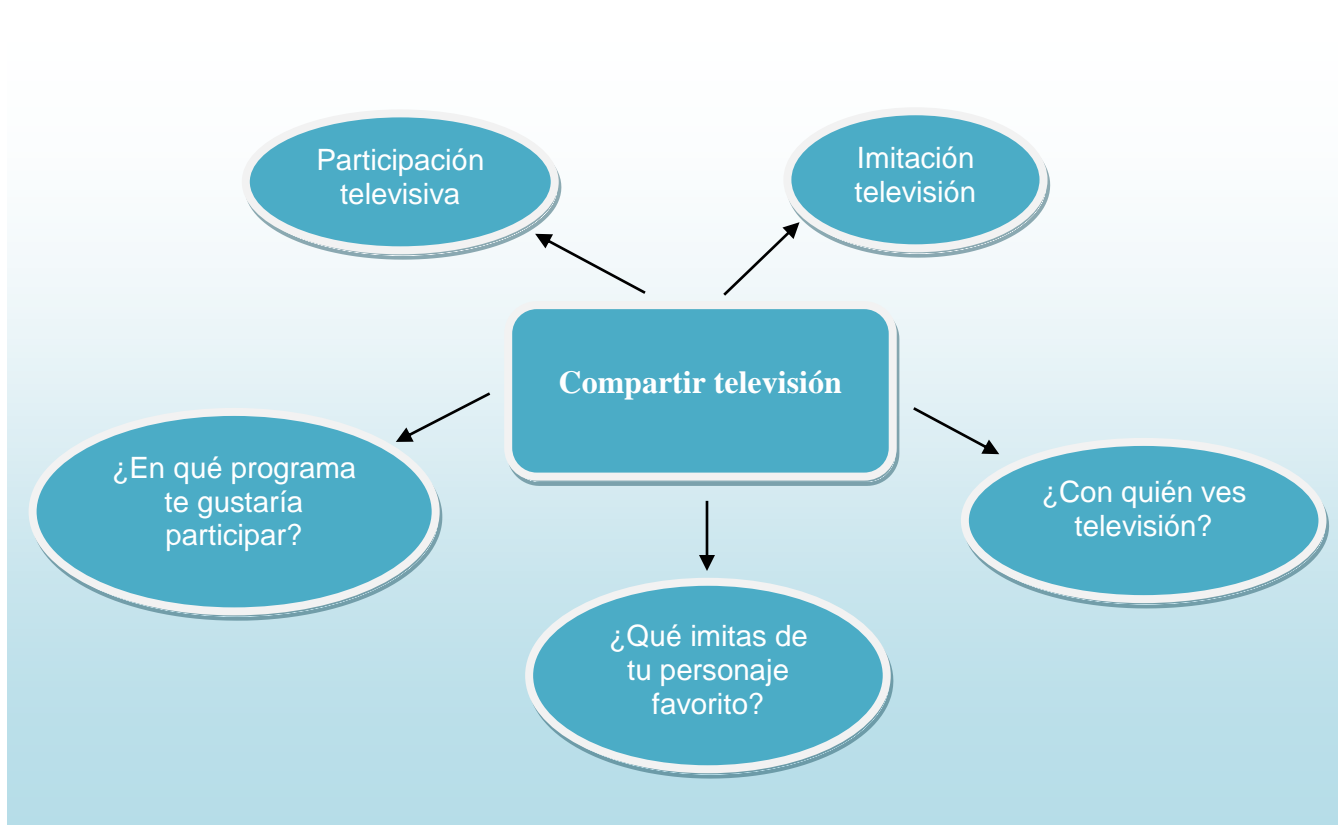 Participación
televisiva
Imitación
televisión
Compartir televisión
¿En qué programa
te gustaría
participar?
¿Con quién ves
televisión?
¿Qué imitas de
tu personaje
favorito?